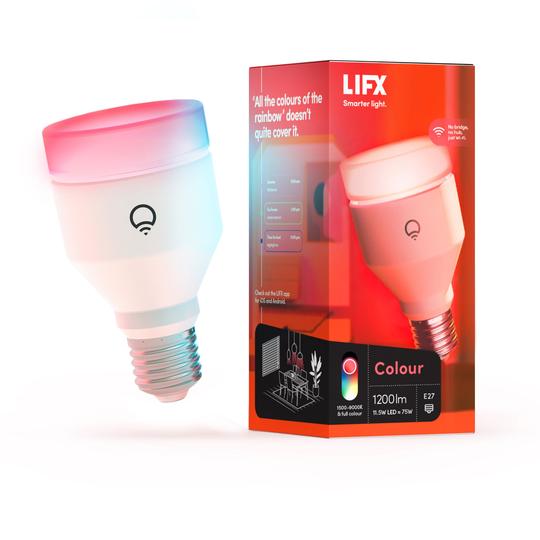 'All the colours of the
rainbow' doesn't
quite cover it.
LIFX
Smarter light.
No bridge,
no hub,
just Wi-Fi.
Check out the LIFX app
for iOS and Android.
1500-9000K
& full colour
Colour
1200lm
11.5W LED = 75W
E27